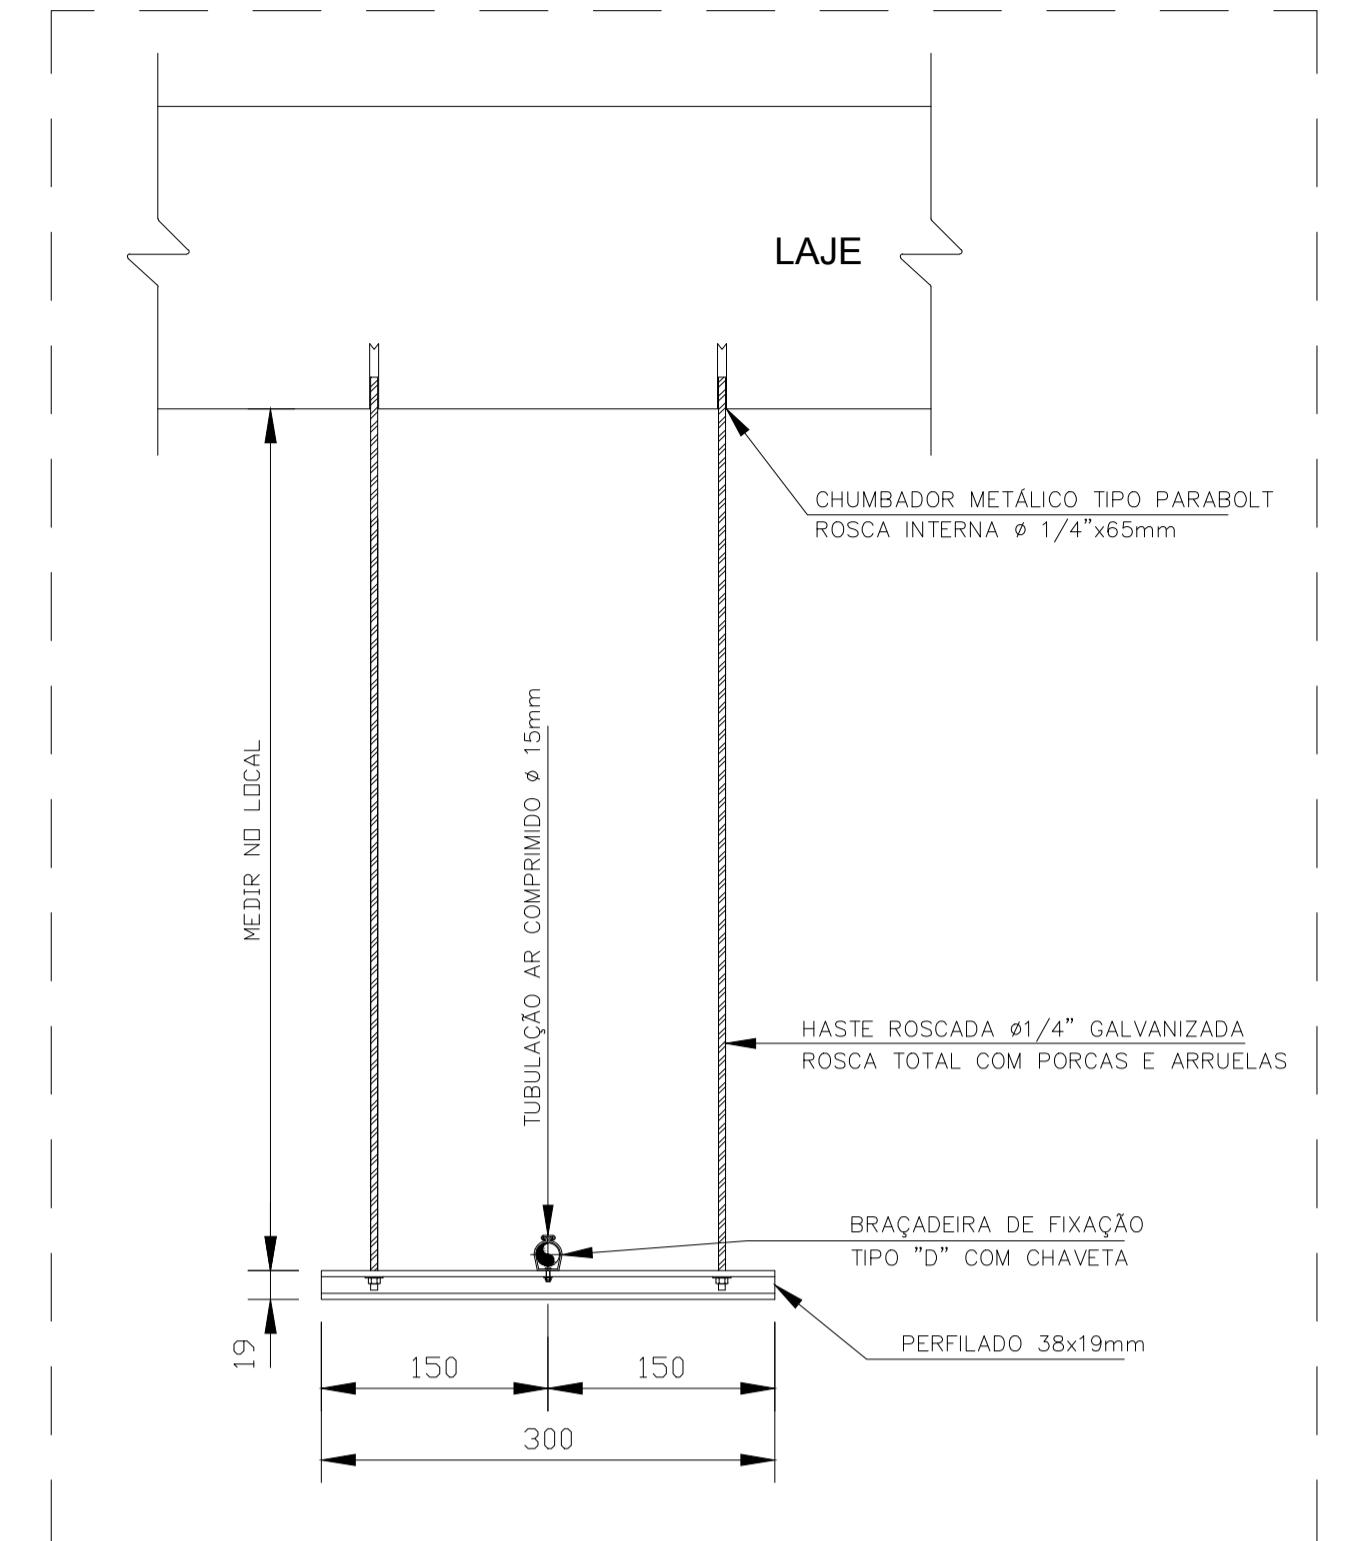 LAJE
CHUMBADOR METÁLICO TIPO PARABOLT
ROSCA INTERNA ø 1/4"x65mm
MEDIR NO LOCAL
TUBULAÇÃO AR COMPRIMIDO ø 15mm
HASTE ROSCADA ø1/4" GALVANIZADA
ROSCA TOTAL COM PORCAS E ARRUELAS
BRAÇADEIRA DE FIXAÇÃO
TIPO "D" COM CHAVETA
PERFILADO 38x19mm
19
150
150
300